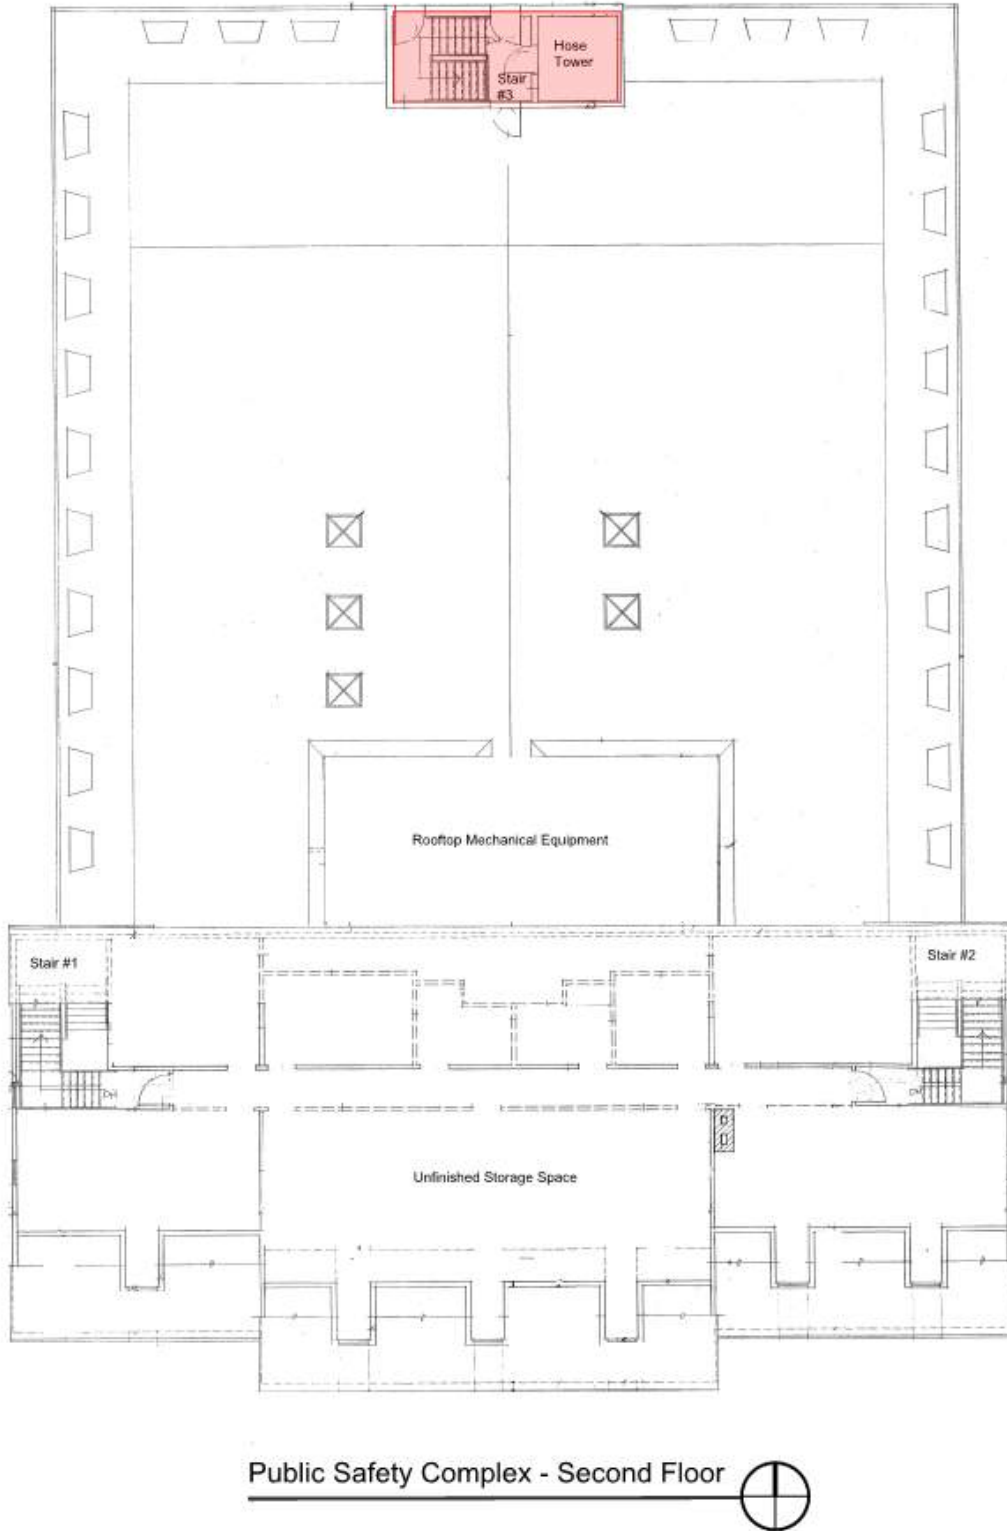 Hose
Tower
Stair
#3
Rooftop Mechanical Equipment
Stair #1
Stair #2
Unfinished Storage Space
Public Safety Complex - Second Floor